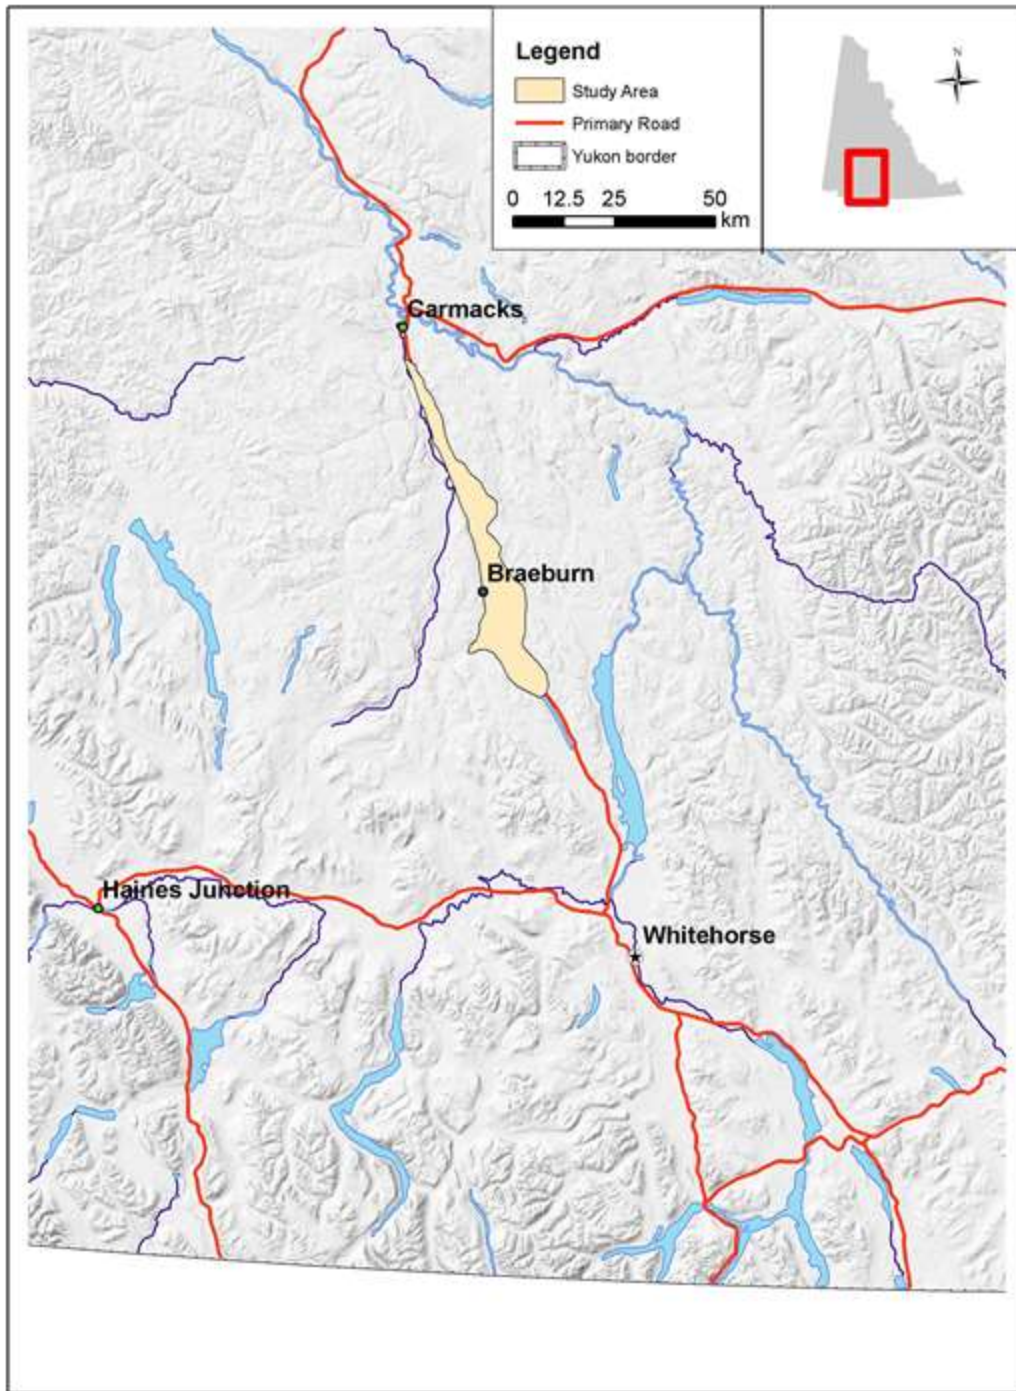 Legend
Study Area
Primary Road
Yukon border
0 12.5 25 50
km
N
Carmacks
Braeburn
Haines Junction
Whitehorse